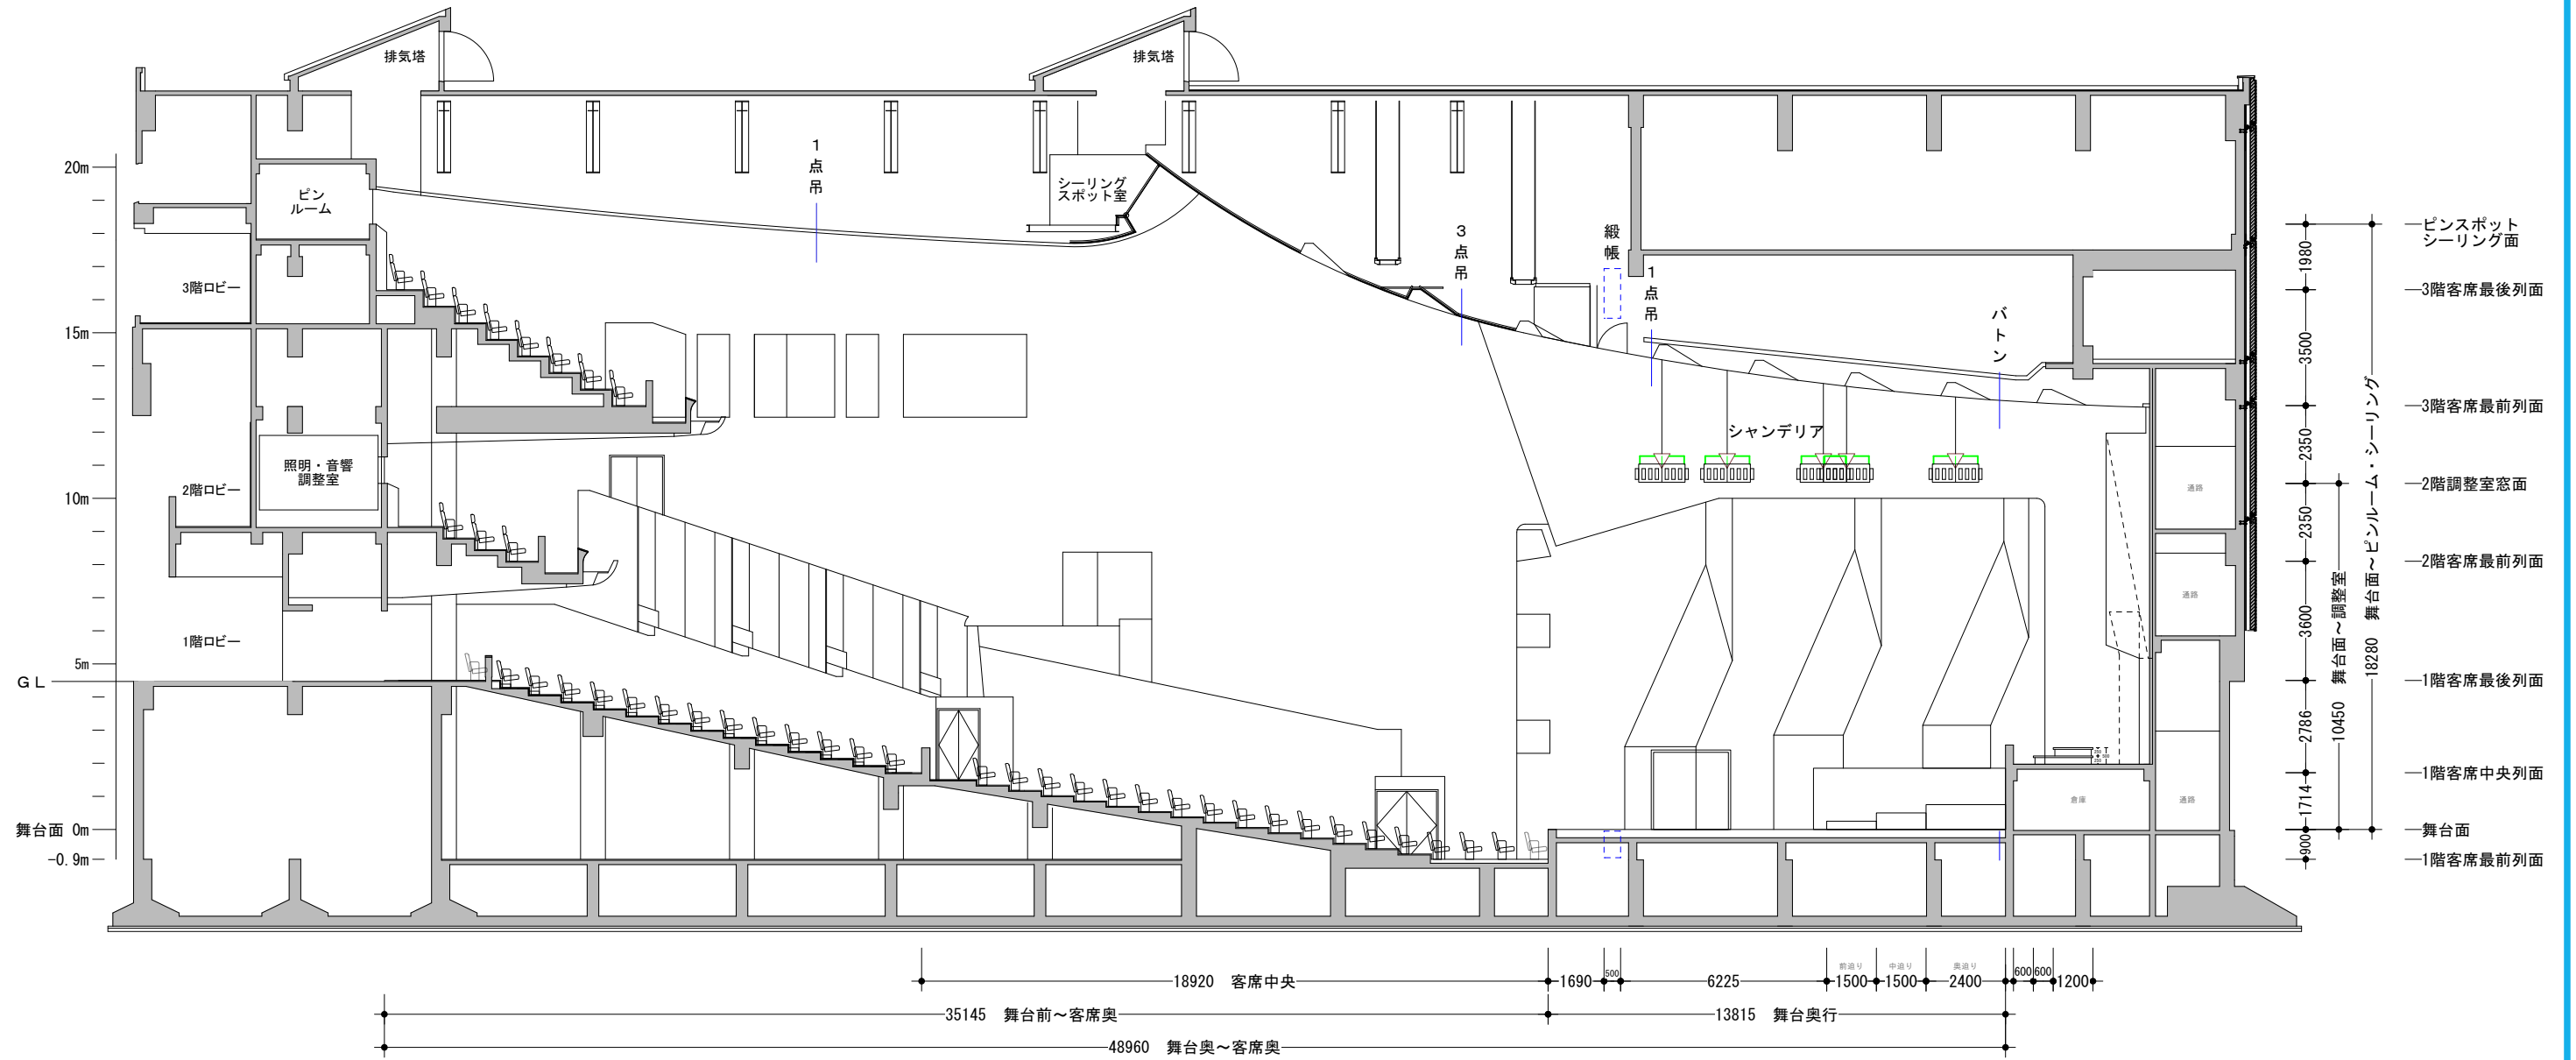 排気塔
排気塔
20m
15m
10m
5m
GL
舞台面 0m
-0.9m
ピン
ルーム
3階ロビー
照明・音響
調整室
2階ロビー
1階ロビー
1点吊
シーリング
スポット室
3点吊
緞帳
1点吊
バトン
シャンデリア
通路
通路
倉庫
通路
ピンスポット
シーリング面
3階客席最後列面
3階客席最前列面
2階調整室窓面
2階客席最前列面
1階客席最後列面
1階客席中央列面
舞台面
1階客席最前列面
1980
3500
2350
2350
3600
2786
1714
900
10450 舞台面~調整室
18280 舞台面~ピンルーム・シーリング
18920 客席中央
1690
500
6225
前迫り
1500
中迫り
1500
奥迫り
2400
600
600
1200
35145 舞台前~客席奥
13815 舞台奥行
48960 舞台奥~客席奥